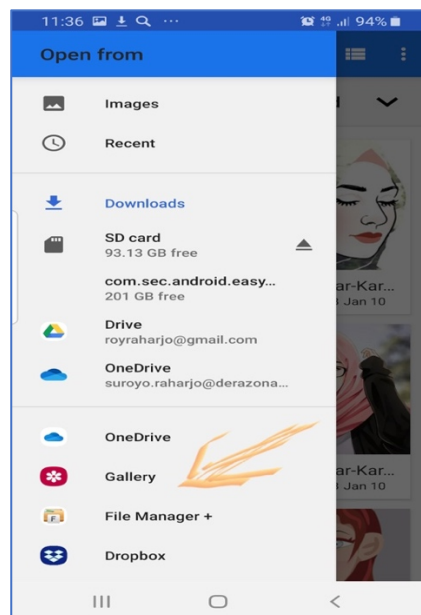 11:36 94%
Open from
Images
Recent
Downloads
SD card
93.13 GB free
com.sec.android.easy...
201 GB free
Drive
royraharjo@gmail.com
OneDrive
suroyo.raharjo@derazona...
OneDrive
Gallery
File Manager +
Dropbox
ar-Kar...
Jan 10
ar-Kar...
Jan 10